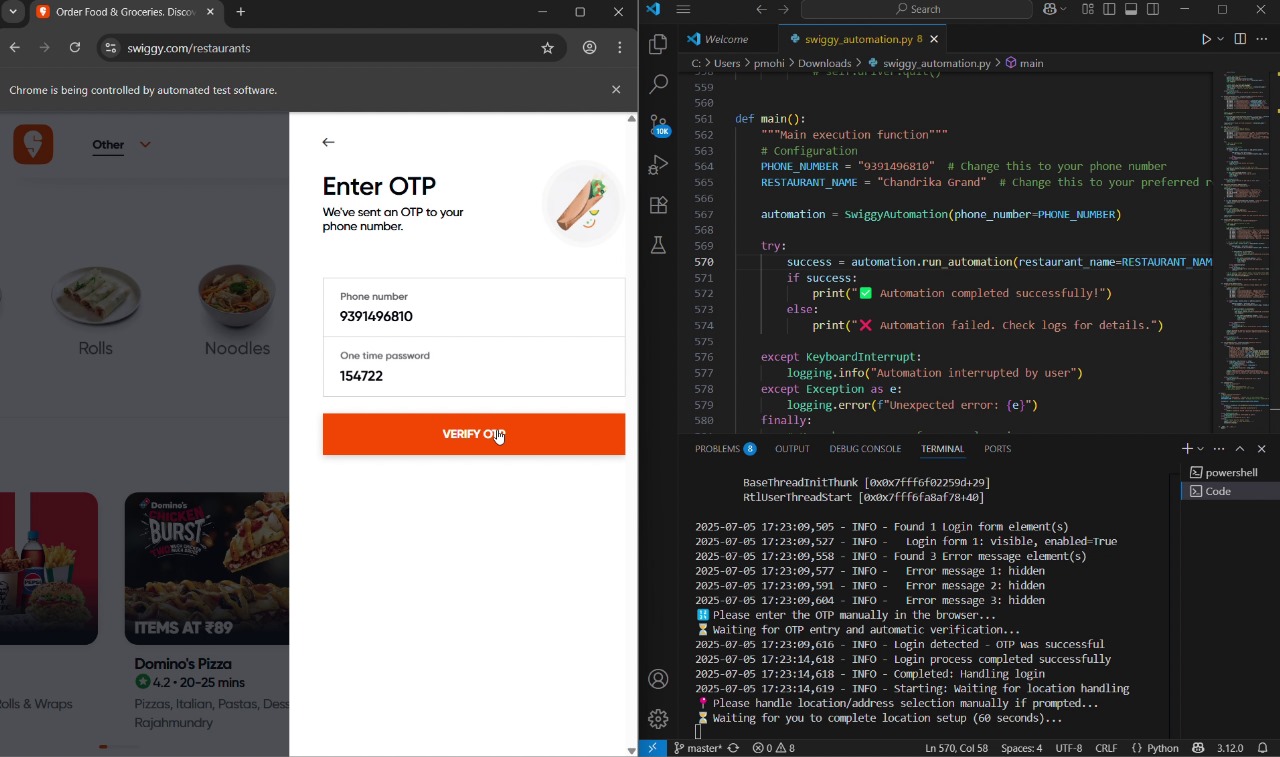 Order Food & Groceries. Disco
swiggy.com/restaurants
Chrome is being controlled by automated test software.
Other
Rolls
Noodles
Domino's
CHICKEN
BURST
ITEMS AT ₹89
Domino's Pizza
4.2 • 20-25 mins
Pizzas, Italian, Pastas, Dess
Rajahmundry
olls & Wraps
Enter OTP
We've sent an OTP to your
phone number.
Phone number
9391496810
One time password
154722
VERIFY OTP
Search
Welcome
swiggy_automation.py 8
C: > Users > pmohi > Downloads > swiggy_automation.py > main
558 # self.driver.quit()
559
560
561 def main():
562 """Main execution function"""
563 # Configuration
564 PHONE_NUMBER = "9391496810" # Change this to your phone number
565 RESTAURANT_NAME = "Chandrika Grand" # Change this to your preferred r
566
567 automation = SwiggyAutomation(phone_number=PHONE_NUMBER)
568
569 try:
570 success = automation.run_automation(restaurant_name=RESTAURANT_NAM
571 if success:
572 print("✅ Automation completed successfully!")
573 else:
574 print("❌ Automation failed. Check logs for details.")
575
576 except KeyboardInterrupt:
577 logging.info("Automation interrupted by user")
578 except Exception as e:
579 logging.error(f"Unexpected error: {e}")
580 finally:
10K
PROBLEMS 8 OUTPUT DEBUG CONSOLE TERMINAL PORTS
powershell
Code
BaseThreadInitThunk [0x0x7fff6f02259d+29]
RtlUserThreadStart [0x0x7fff6fa8af78+40]
2025-07-05 17:23:09,505 - INFO - Found 1 Login form element(s)
2025-07-05 17:23:09,527 - INFO - Login form 1: visible, enabled=True
2025-07-05 17:23:09,558 - INFO - Found 3 Error message element(s)
2025-07-05 17:23:09,577 - INFO - Error message 1: hidden
2025-07-05 17:23:09,591 - INFO - Error message 2: hidden
2025-07-05 17:23:09,604 - INFO - Error message 3: hidden
🔢 Please enter the OTP manually in the browser...
⏳ Waiting for OTP entry and automatic verification...
2025-07-05 17:23:09,616 - INFO - Login detected - OTP was successful
2025-07-05 17:23:14,618 - INFO - Login process completed successfully
2025-07-05 17:23:14,618 - INFO - Completed: Handling login
2025-07-05 17:23:14,619 - INFO - Starting: Waiting for location handling
📍 Please handle location/address selection manually if prompted...
⏳ Waiting for you to complete location setup (60 seconds)...
master* 0 8 Ln 570, Col 58 Spaces: 4 UTF-8 CRLF {} Python 3.12.0